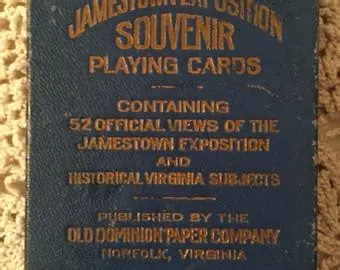 JAMESTOWN EXPOSITION
SOUVENIR
PLAYING CARDS
CONTAINING
52 OFFICIAL VIEWS OF THE
JAMESTOWN EXPOSITION
AND
HISTORICAL VIRGINIA SUBJECTS
PUBLISHED BY THE
OLD DOMINION PAPER COMPANY
NORFOLK, VIRGINIA